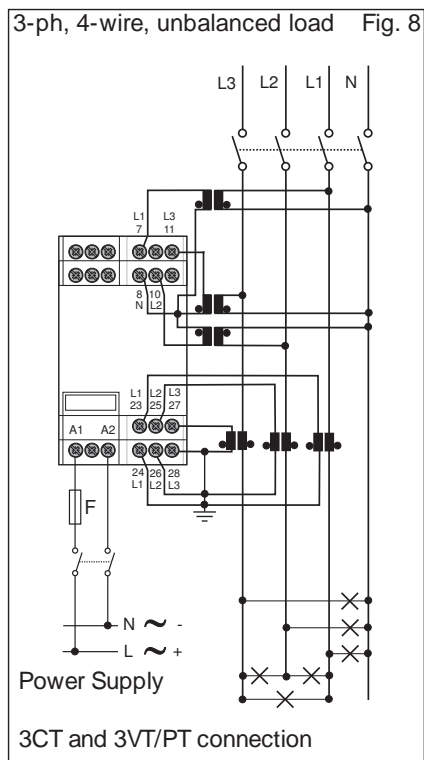 3-ph, 4-wire, unbalanced load Fig. 8
L3 L2 L1 N
L1 L3
7 11
8 10
N L2
L1 L2 L3
23 25 27
A1 A2
24 26 28
L1 L2 L3
F
N ~ -
L ~ +
Power Supply
3CT and 3VT/PT connection